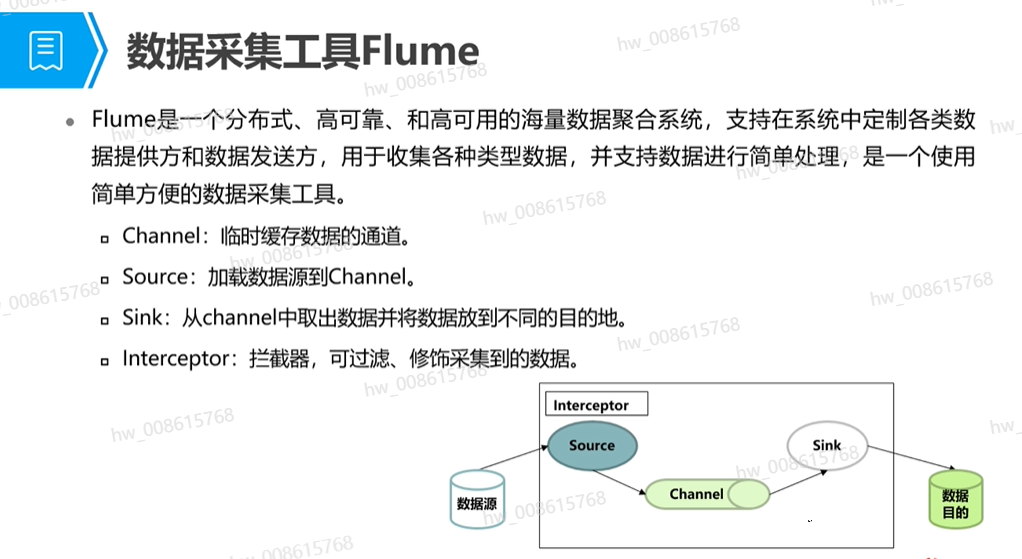 数据采集工具Flume
Flume是一个分布式、高可靠、和高可用的海量数据聚合系统，支持在系统中定制各类数
据提供方和数据发送方，用于收集各种类型数据，并支持数据进行简单处理，是一个使用
简单方便的数据采集工具。
Channel：临时缓存数据的通道。
Source：加载数据源到Channel。
Sink：从channel中取出数据并将数据放到不同的目的地。
Interceptor：拦截器，可过滤、修饰采集到的数据。
Interceptor
Source
Sink
Channel
数据源
数据
目的
hw_008615768
hw_008615768
hw_008615768
hw_008615768
hw_008615768
hw_008615768
hw_008615768
hw_008615768
hw_008615768
hw_008615768
hw_008615768
hw_008615768
hw_008615768